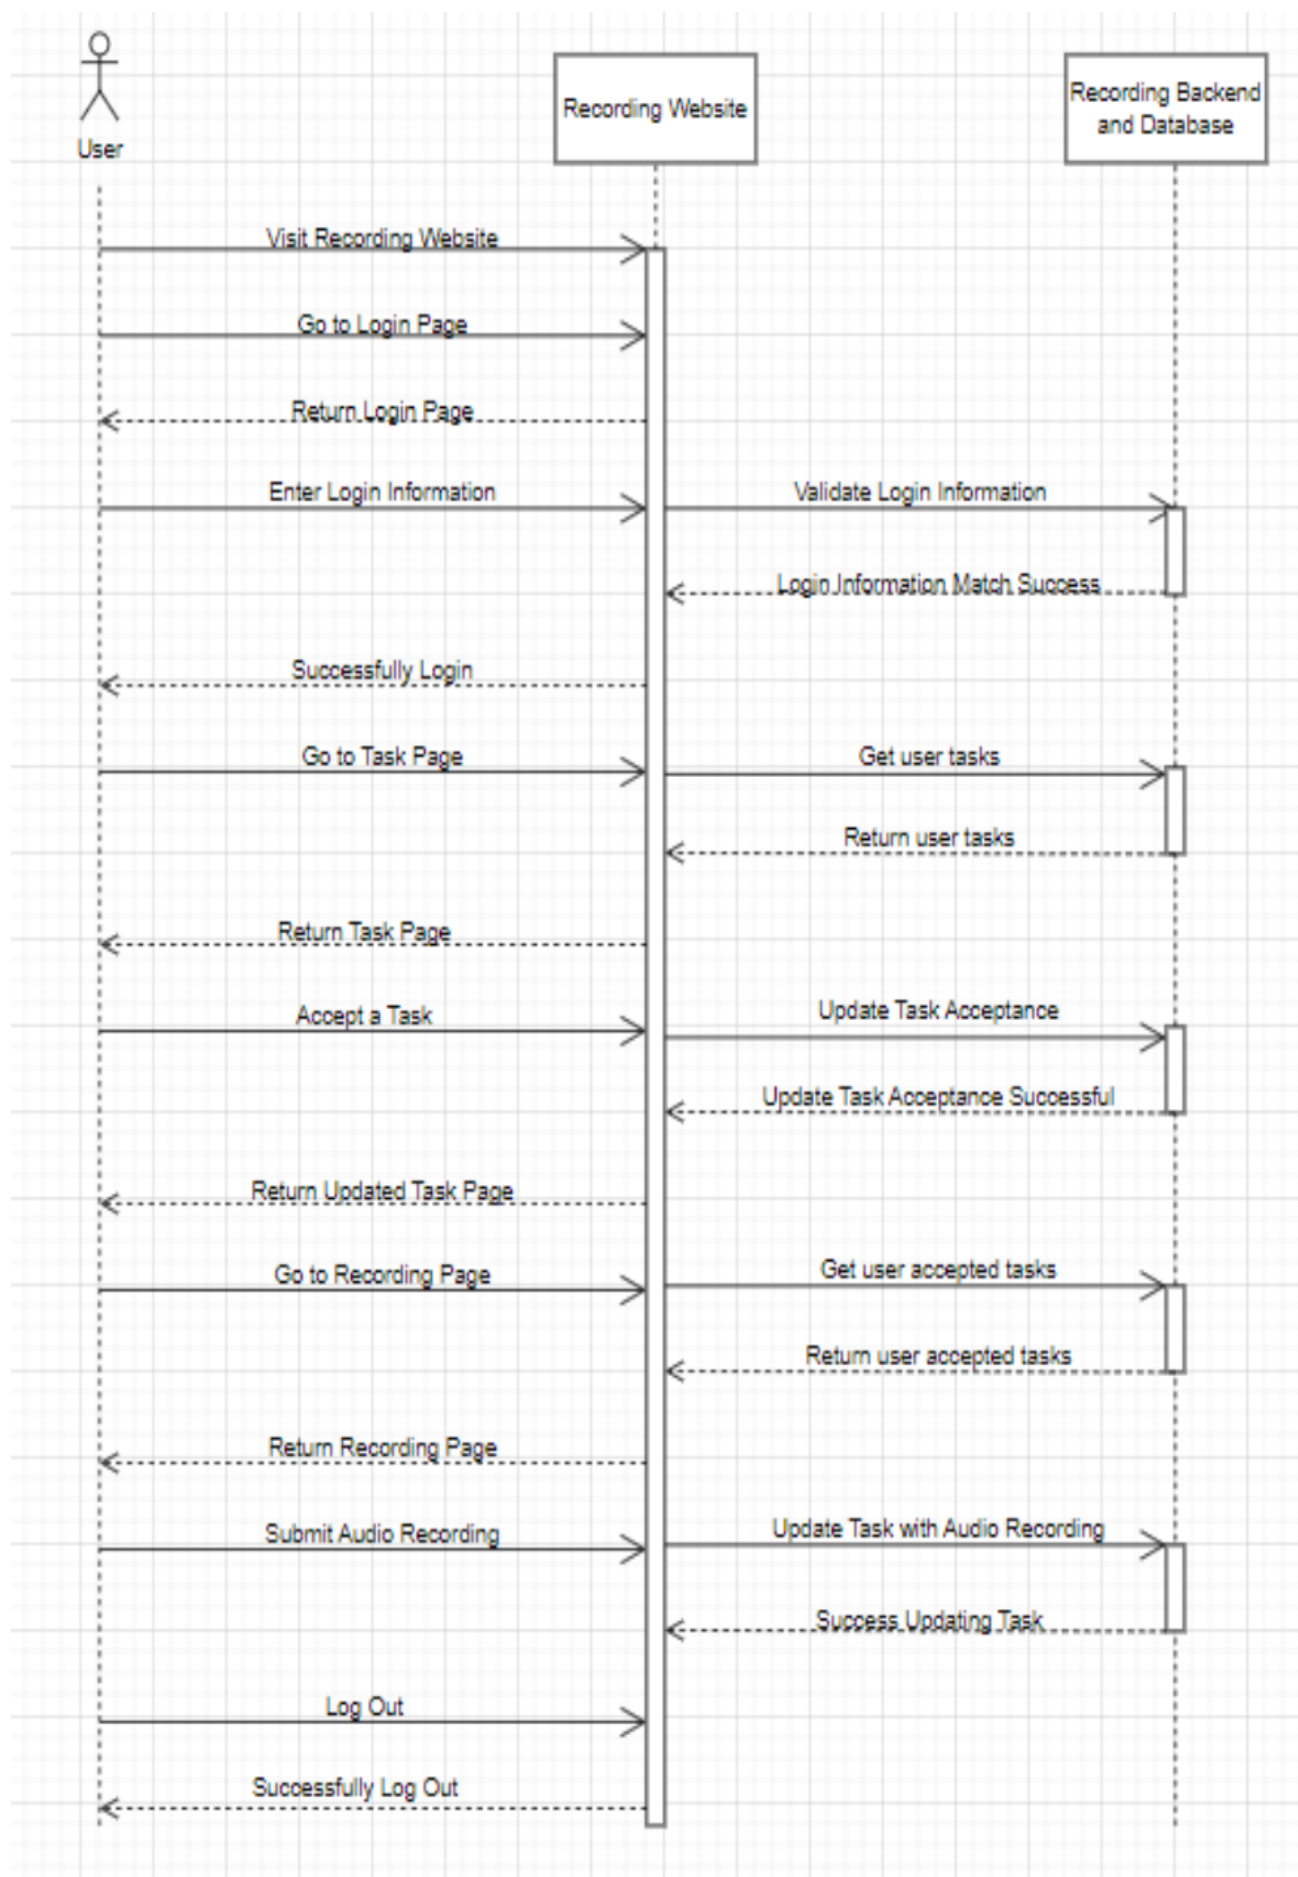 User
Recording Website
Recording Backend
and Database
Visit Recording Website
Go to Login Page
Return Login Page
Enter Login Information
Validate Login Information
Login Information Match Success
Successfully Login
Go to Task Page
Get user tasks
Return user tasks
Return Task Page
Accept a Task
Update Task Acceptance
Update Task Acceptance Successful
Return Updated Task Page
Go to Recording Page
Get user accepted tasks
Return user accepted tasks
Return Recording Page
Submit Audio Recording
Update Task with Audio Recording
Success Updating Task
Log Out
Successfully Log Out